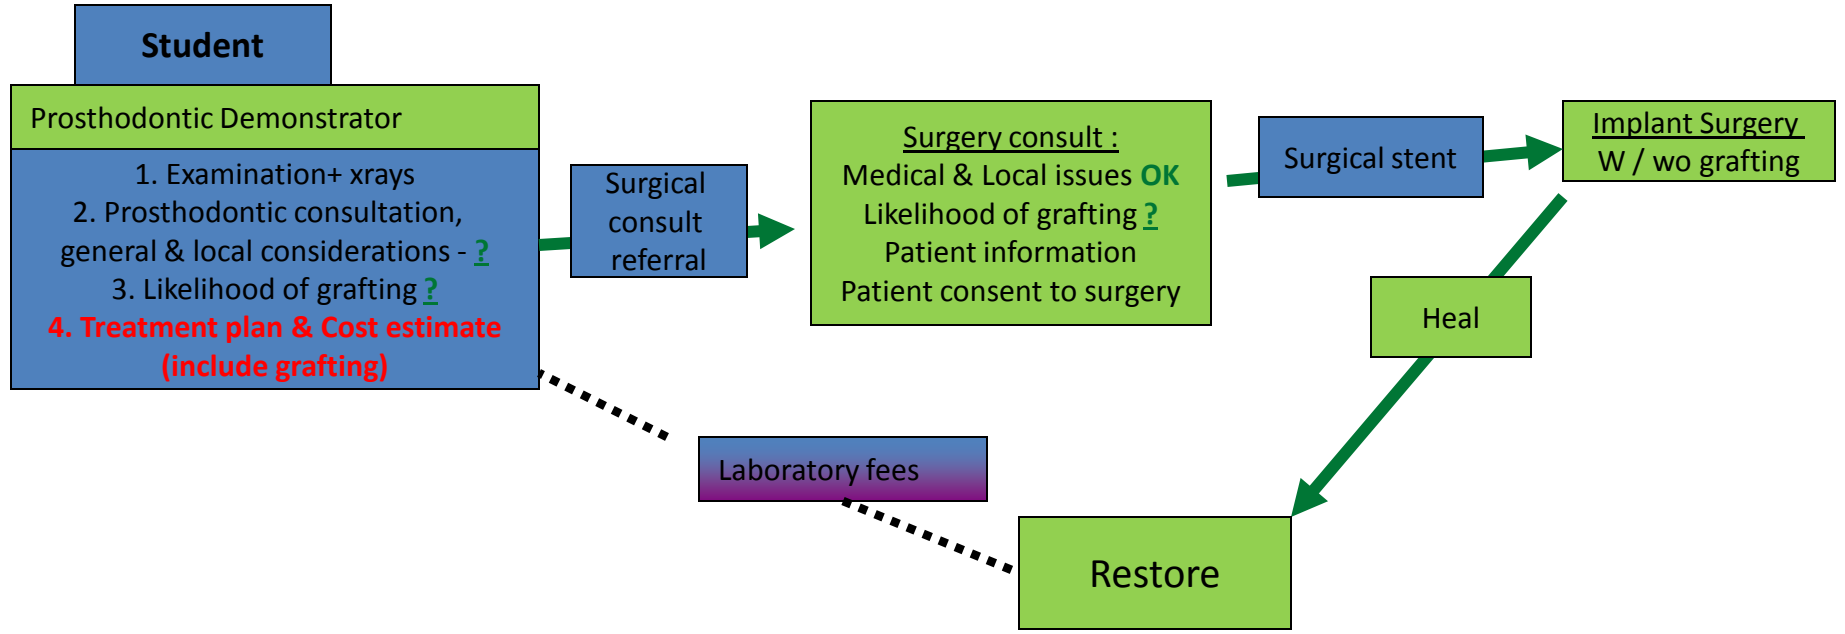 Student
Prosthodontic Demonstrator
1. Examination+ xrays
2. Prosthodontic consultation,
general & local considerations - ?
3. Likelihood of grafting ?
4. Treatment plan & Cost estimate
(include grafting)
Surgical
consult
referral
Surgery consult :
Medical & Local issues OK
Likelihood of grafting ?
Patient information
Patient consent to surgery
Surgical stent
Implant Surgery
W / wo grafting
Heal
Laboratory fees
Restore